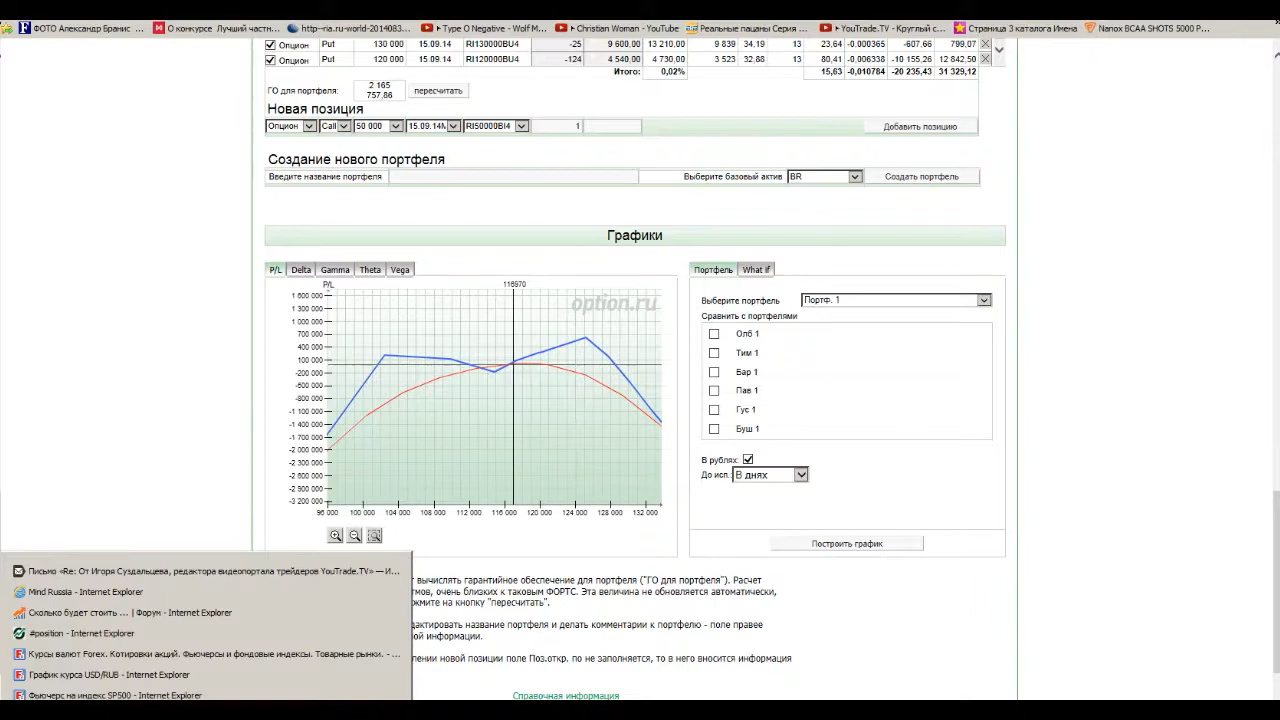 ФОТО Александр Бранис ...
О конкурсе Лучший частн...
http--ria.ru-world-2014083...
Type O Negative - Wolf M...
Christian Woman - YouTube
Реальные пацаны Серия ...
YouTrade.TV - Круглый с...
Страница 3 каталога Имена
Nanox BCAA SHOTS 5000 P...
Опцион Put 130 000 15.09.14 RI130000BU4 -25 9 600,00 13 210,00 9 839 34,19 13 23,64 -0,000365 -607,66 799,07
Опцион Put 120 000 15.09.14 RI120000BU4 -124 4 540,00 4 730,00 3 523 32,88 13 80,41 -0,006338 -10 155,26 12 842,50
Итого: 0,02% 15,63 -0,010784 -20 235,43 31 329,12
ГО для портфеля: 2 165 757,86 пересчитать
Новая позиция
Опцион Call 50 000 15.09.14М RI50000BI4 1 Добавить позицию
Создание нового портфеля
Введите название портфеля Выберите базовый актив BR Создать портфель
Графики
P/L Delta Gamma Theta Vega
Портфель What if
P/L 116970
option.ru
1 600 000
1 300 000
1 000 000
700 000
400 000
100 000
-200 000
-500 000
-800 000
-1 100 000
-1 400 000
-1 700 000
-2 000 000
-2 300 000
-2 600 000
-2 900 000
-3 200 000
96 000 100 000 104 000 108 000 112 000 116 000 120 000 124 000 128 000 132 000
Выберите портфель Портф. 1
Сравнить с портфелями
Олб 1
Тим 1
Бар 1
Пав 1
Гус 1
Буш 1
В рублях:
До исп.: В днях
Построить график
Письмо «Re: От Игоря Суздальцева, редактора видеопортала трейдеров YouTrade.TV» — И...
Mind Russia - Internet Explorer
Сколько будет стоить ... | Форум - Internet Explorer
#position - Internet Explorer
Курсы валют Forex. Котировки акций. Фьючерсы и фондовые индексы. Товарные рынки. - ...
График курса USD/RUB - Internet Explorer
Фьючерс на индекс SP500 - Internet Explorer
т вычислять гарантийное обеспечение для портфеля ("ГО для портфеля"). Расчет
тмов, очень близких к таковым ФОРТС. Эта величина не обновляется автоматически,
жмите на кнопку "пересчитать".
дактировать название портфеля и делать комментарии к портфелю - поле правее
ой информации.
лении новой позиции поле Поз.откр. по не заполняется, то в него вносится информация
Справочная информация